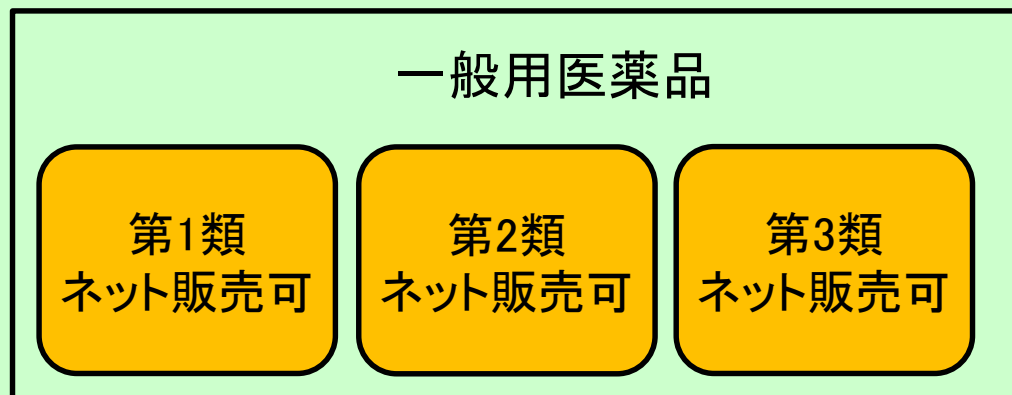 一般用医薬品
第1類
ネット販売可
第2類
ネット販売可
第3類
ネット販売可